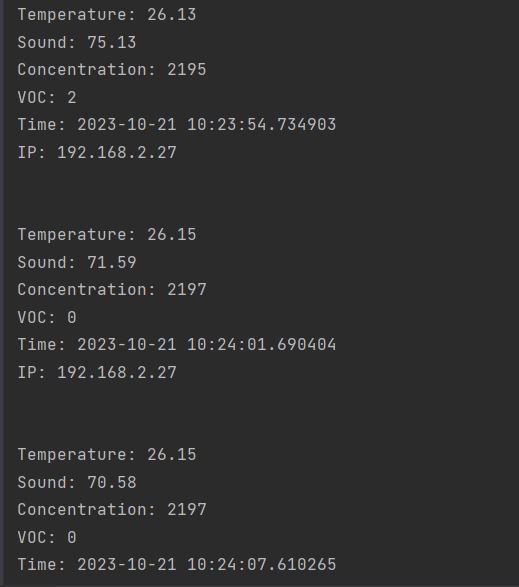 Temperature: 26.13
Sound: 75.13
Concentration: 2195
VOC: 2
Time: 2023-10-21 10:23:54.734903
IP: 192.168.2.27
Temperature: 26.15
Sound: 71.59
Concentration: 2197
VOC: 0
Time: 2023-10-21 10:24:01.690404
IP: 192.168.2.27
Temperature: 26.15
Sound: 70.58
Concentration: 2197
VOC: 0
Time: 2023-10-21 10:24:07.610265